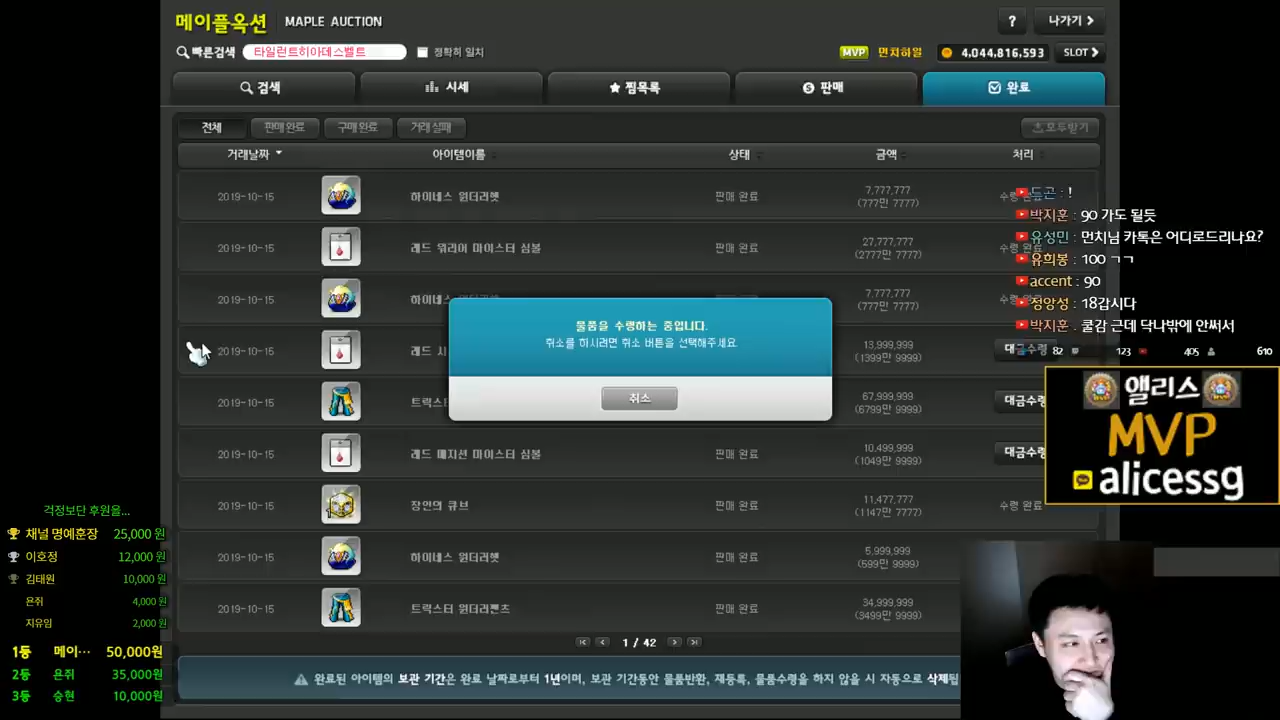 메이플옥션 MAPLE AUCTION ? 나가기
빠른검색 타일런트히아데스벨트 정확히 일치 MVP 먼치하일 4,044,816,593 SLOT
검색 시세 찜목록 판매 완료
전체 판매 완료 구매 완료 거래 실패 모두받기
거래날짜 아이템이름 상태 금액 처리
2019-10-15 하이네스 원더러햇 판매 완료 7,777,777
(777만 7777)
2019-10-15 레드 워리어 마이스터 심볼 판매 완료 27,777,777
(2777만 7777) 수령 완료
2019-10-15 하이네스 7,777,777
(777만 7777)
2019-10-15 레드 13,999,999
(1399만 9999) 대금수령
2019-10-15 트릭스터 67,999,999
(6799만 9999) 대금수령
2019-10-15 레드 매지션 마이스터 심볼 판매 완료 10,499,999
(1049만 9999) 대금수령
2019-10-15 장인의 큐브 판매 완료 11,477,777
(1147만 7777) 수령 완료
2019-10-15 하이네스 원더러햇 판매 완료 5,999,999
(599만 9999)
2019-10-15 트릭스터 원더러팬츠 판매 완료 34,999,999
(3499만 9999)
1 / 42
완료된 아이템의 보관 기간은 완료 날짜로부터 1년이며, 보관 기간동안 물품반환, 재등록, 물품수령을 하지 않을 시 자동으로 삭제됩
물품을 수령하는 중입니다.
취소를 하시려면 취소 버튼을 선택해주세요.
취소
드곤 : !
박지훈 : 90 가도 될듯
유성민 : 먼치님 카톡은 어디로드리나요?
유희봉 : 100 ㄱㄱ
accent : 90
정앙성 : 18갑시다
박지훈 : 쿨감 근데 닥나밖에 안써서
82 123 405 610
앨리스
MVP
alicessg
걱정보단 후원을...
채널 명예훈장 25,000 원
이호정 12,000 원
김태원 10,000 원
욘쥐 4,000 원
지유임 2,000 원
1등 메이… 50,000원
2등 욘쥐 35,000원
3등 승현 10,000원